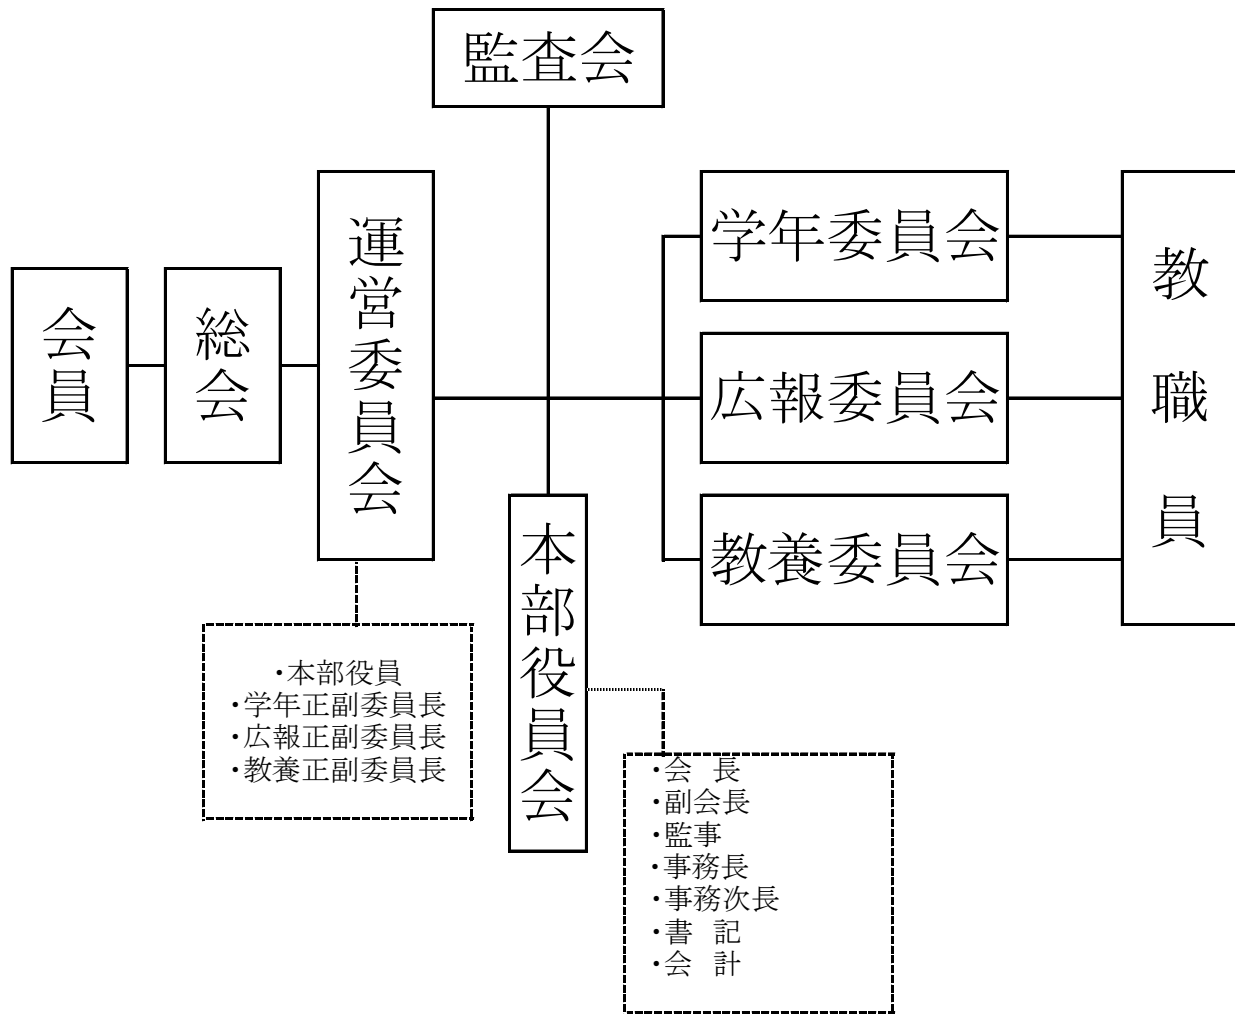 監査会
会員
総会
運営委員会
学年委員会
広報委員会
教養委員会
教職員
本部役員会
・本部役員
・学年正副委員長
・広報正副委員長
・教養正副委員長
・会　長
・副会長
・監事
・事務長
・事務次長
・書　記
・会　計